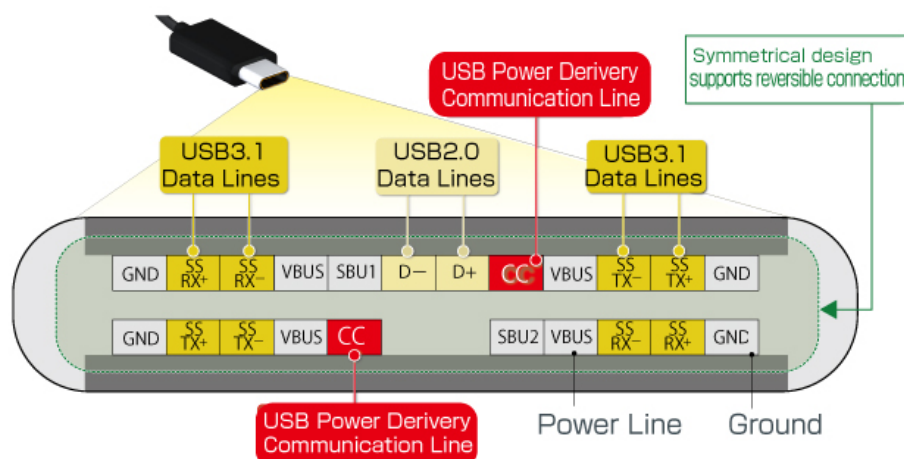 Symmetrical design
supports reversible connection
USB Power Derivery
Communication Line
USB3.1
Data Lines
USB2.0
Data Lines
USB3.1
Data Lines
GND SS RX+ SS RX- VBUS SBU1 D- D+ CC VBUS SS TX- SS TX+ GND
GND SS TX+ SS TX- VBUS CC SBU2 VBUS SS RX- SS RX+ GND
USB Power Derivery
Communication Line
Power Line
Ground